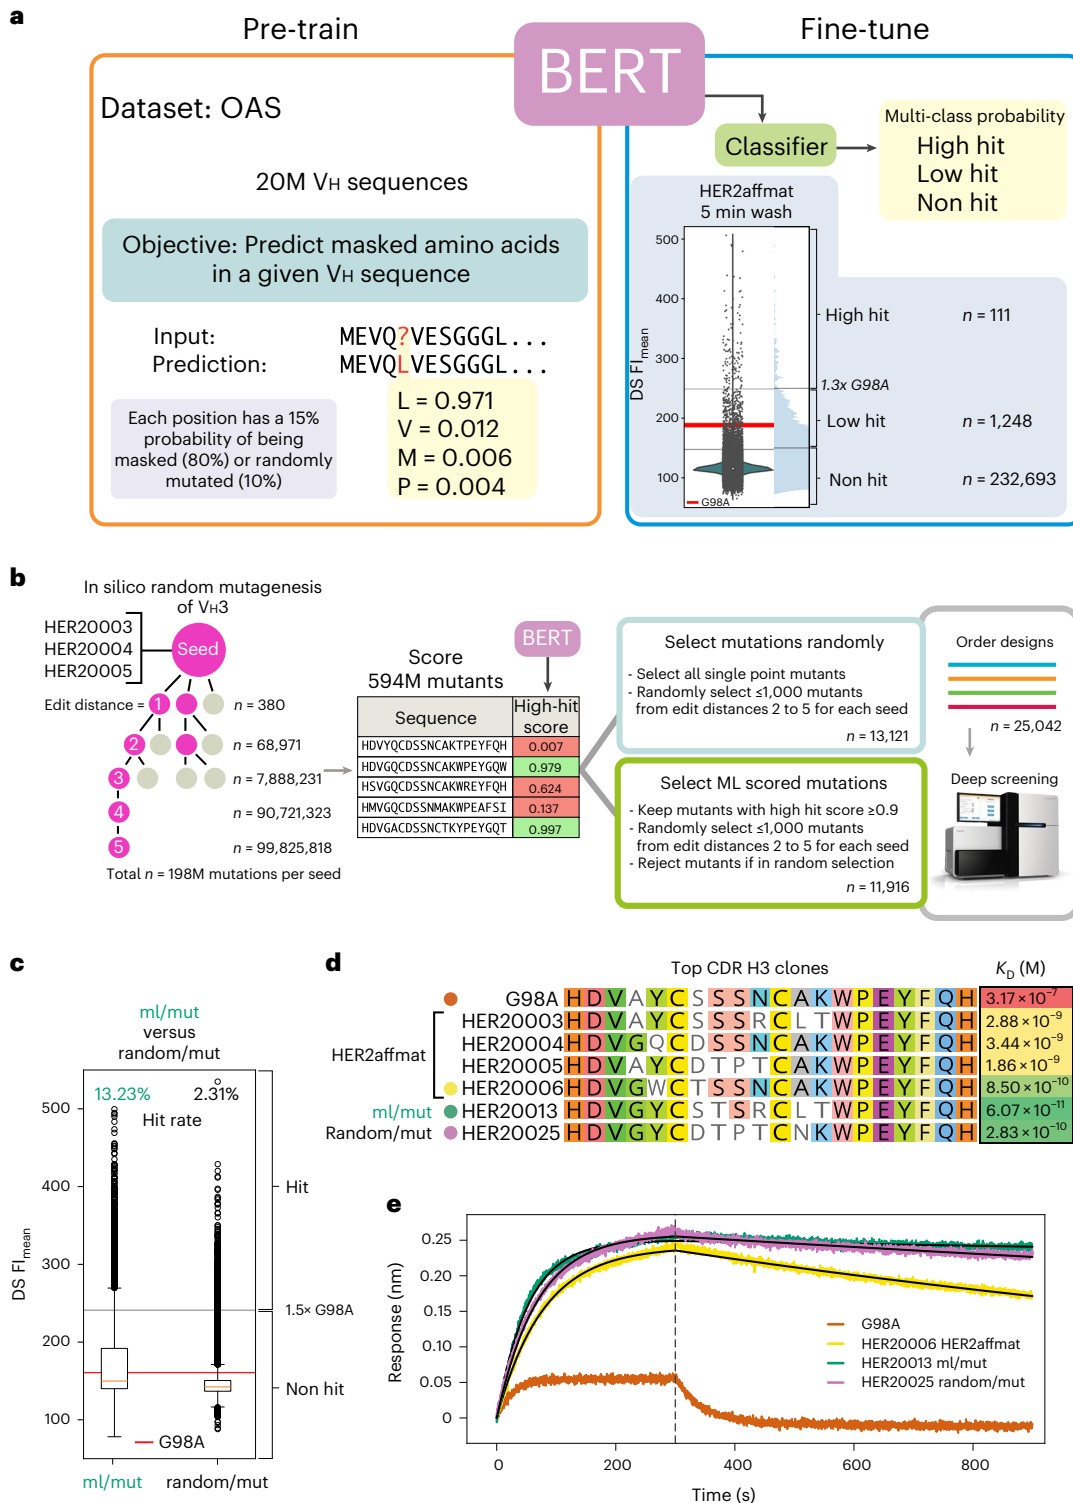 a
Pre-train
Fine-tune
BERT
Dataset: OAS
20M VH sequences
Objective: Predict masked amino acids
in a given VH sequence
Input:
MEVQ?VESGGGL...
Prediction:
MEVQLVESGGGL...
Each position has a 15%
probability of being
masked (80%) or randomly
mutated (10%)
L = 0.971
V = 0.012
M = 0.006
P = 0.004
Classifier
Multi-class probability
High hit
Low hit
Non hit
HER2affmat
5 min wash
DS FImean
500
400
300
200
100
G98A
High hit
n = 111
1.3x G98A
Low hit
n = 1,248
Non hit
n = 232,693
b
In silico random mutagenesis
of VH3
HER20003
HER20004
HER20005
Seed
Edit distance = 1
n = 380
2
n = 68,971
3
n = 7,888,231
4
n = 90,721,323
5
n = 99,825,818
Total n = 198M mutations per seed
BERT
Score
594M mutants
Sequence
High-hit
score
HDVYQCDSSNCAKTPEYFQH 0.007
HDVGQCDSSNCAKWPEYGQW 0.979
HSVGQCDSSNCAKWREYFQH 0.624
HMVGQCDSSNMAKWPEAFSI 0.137
HDVGACDSSNCTKYPEYGQT 0.997
Select mutations randomly
- Select all single point mutants
- Randomly select ≤1,000 mutants
from edit distances 2 to 5 for each seed
n = 13,121
Select ML scored mutations
- Keep mutants with high hit score ≥0.9
- Randomly select ≤1,000 mutants
from edit distances 2 to 5 for each seed
- Reject mutants if in random selection
n = 11,916
Order designs
n = 25,042
Deep screening
c
ml/mut
versus
random/mut
13.23%
2.31%
Hit rate
DS FImean
500
400
300
200
100
Hit
1.5× G98A
Non hit
G98A
ml/mut
random/mut
d
Top CDR H3 clones
KD (M)
G98A HDVAYCSSSNCAKWPEYFQH 3.17 × 10−7
HER2affmat
HER20003 HDVAYCSSSRCLTWPEYFQH 2.88 × 10−9
HER20004 HDVGQCDSSNCAKWPEYFQH 3.44 × 10−9
HER20005 HDVAYCDTPTCAKWPEYFQH 1.86 × 10−9
HER20006 HDVGWCTSSNCAKWPEYFQH 8.50 × 10−10
ml/mut HER20013 HDVGYCSTSRCLTWPEYFQH 6.07 × 10−11
Random/mut HER20025 HDVGYCDTPTCNKWPEYFQH 2.83 × 10−10
e
Response (nm)
0.25
0.20
0.15
0.10
0.05
0
G98A
HER20006 HER2affmat
HER20013 ml/mut
HER20025 random/mut
0
200
400
600
800
Time (s)